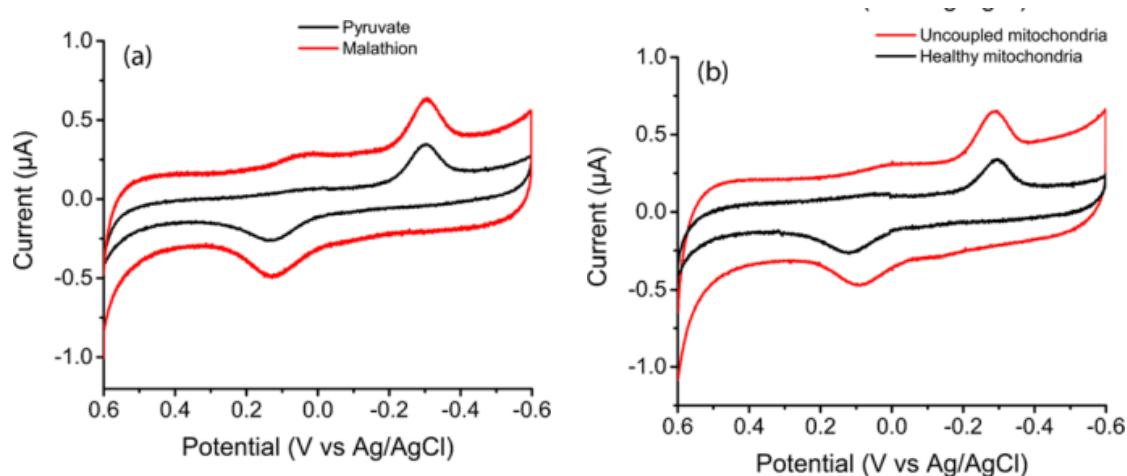 Pyruvate
Malathion
(a)
1.0
0.5
0.0
-0.5
-1.0
Current (µA)
0.6 0.4 0.2 0.0 -0.2 -0.4 -0.6
Potential (V vs Ag/AgCl)
Uncoupled mitochondria
Healthy mitochondria
(b)
1.0
0.5
0.0
-0.5
-1.0
Current (µA)
0.6 0.4 0.2 0.0 -0.2 -0.4 -0.6
Potential (V vs Ag/AgCl)